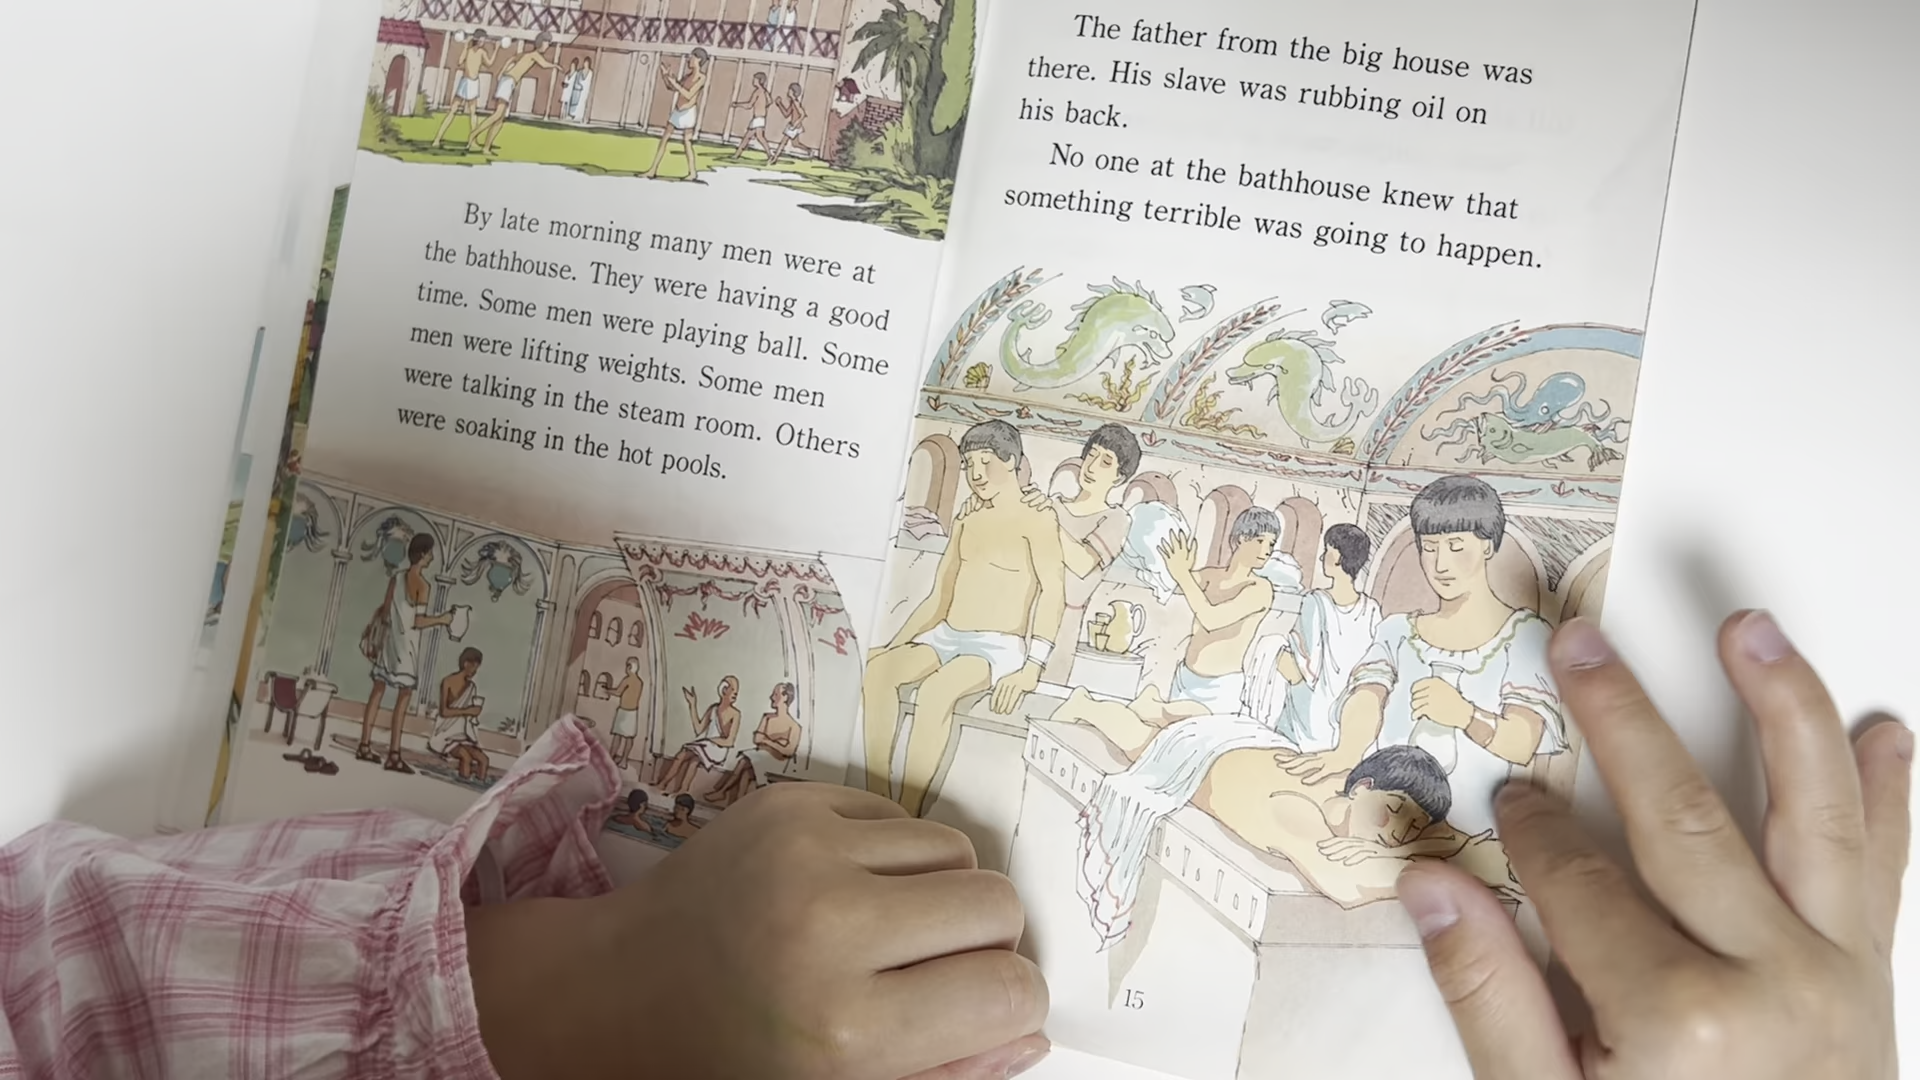 By late morning many men were at
the bathhouse. They were having a good
time. Some men were playing ball. Some
men were lifting weights. Some men
were talking in the steam room. Others
were soaking in the hot pools.
The father from the big house was
there. His slave was rubbing oil on
his back.
No one at the bathhouse knew that
something terrible was going to happen.
15